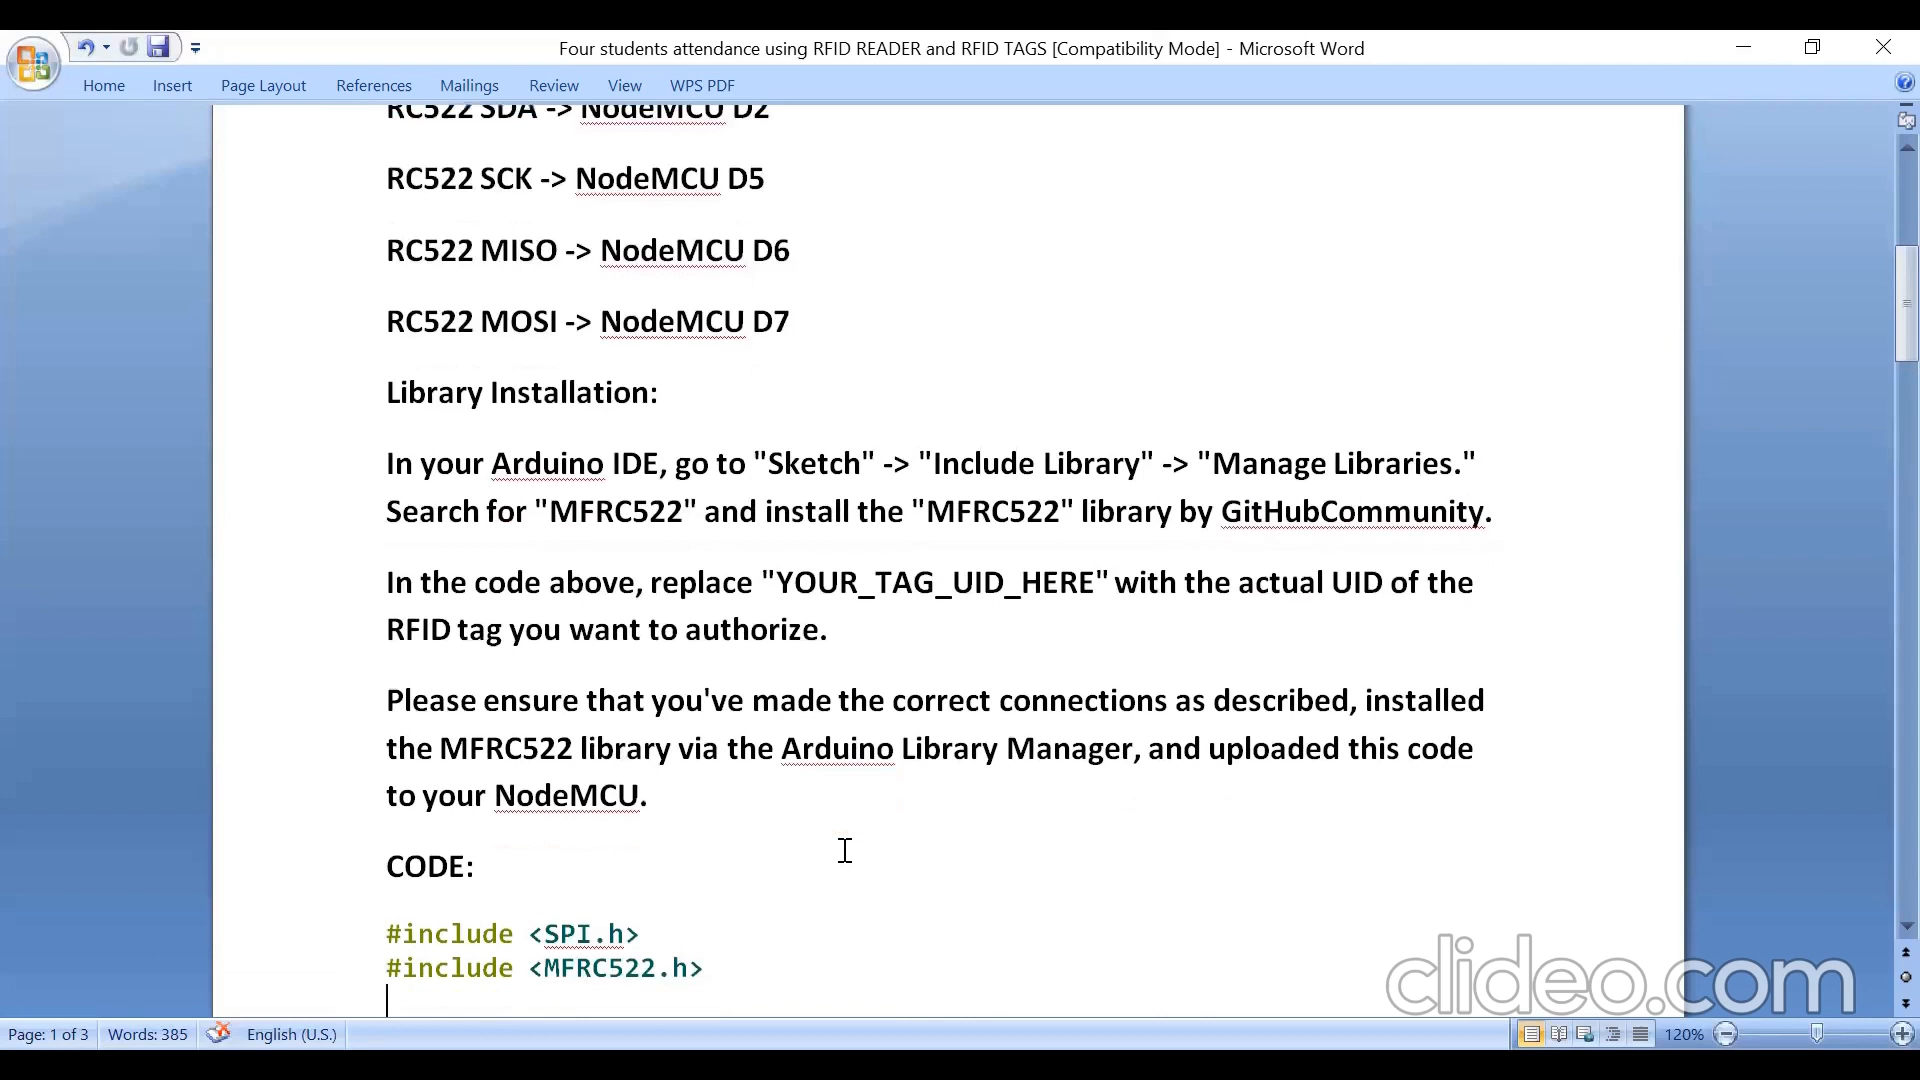 Four students attendance using RFID READER and RFID TAGS [Compatibility Mode] - Microsoft Word
Home Insert Page Layout References Mailings Review View WPS PDF
RC522 SDA -> NodeMCU D2
RC522 SCK -> NodeMCU D5
RC522 MISO -> NodeMCU D6
RC522 MOSI -> NodeMCU D7
Library Installation:
In your Arduino IDE, go to "Sketch" -> "Include Library" -> "Manage Libraries."
Search for "MFRC522" and install the "MFRC522" library by GitHubCommunity.
In the code above, replace "YOUR_TAG_UID_HERE" with the actual UID of the
RFID tag you want to authorize.
Please ensure that you've made the correct connections as described, installed
the MFRC522 library via the Arduino Library Manager, and uploaded this code
to your NodeMCU.
CODE:
#include <SPI.h>
#include <MFRC522.h>
clideo.com
Page: 1 of 3 Words: 385 English (U.S.) 120%